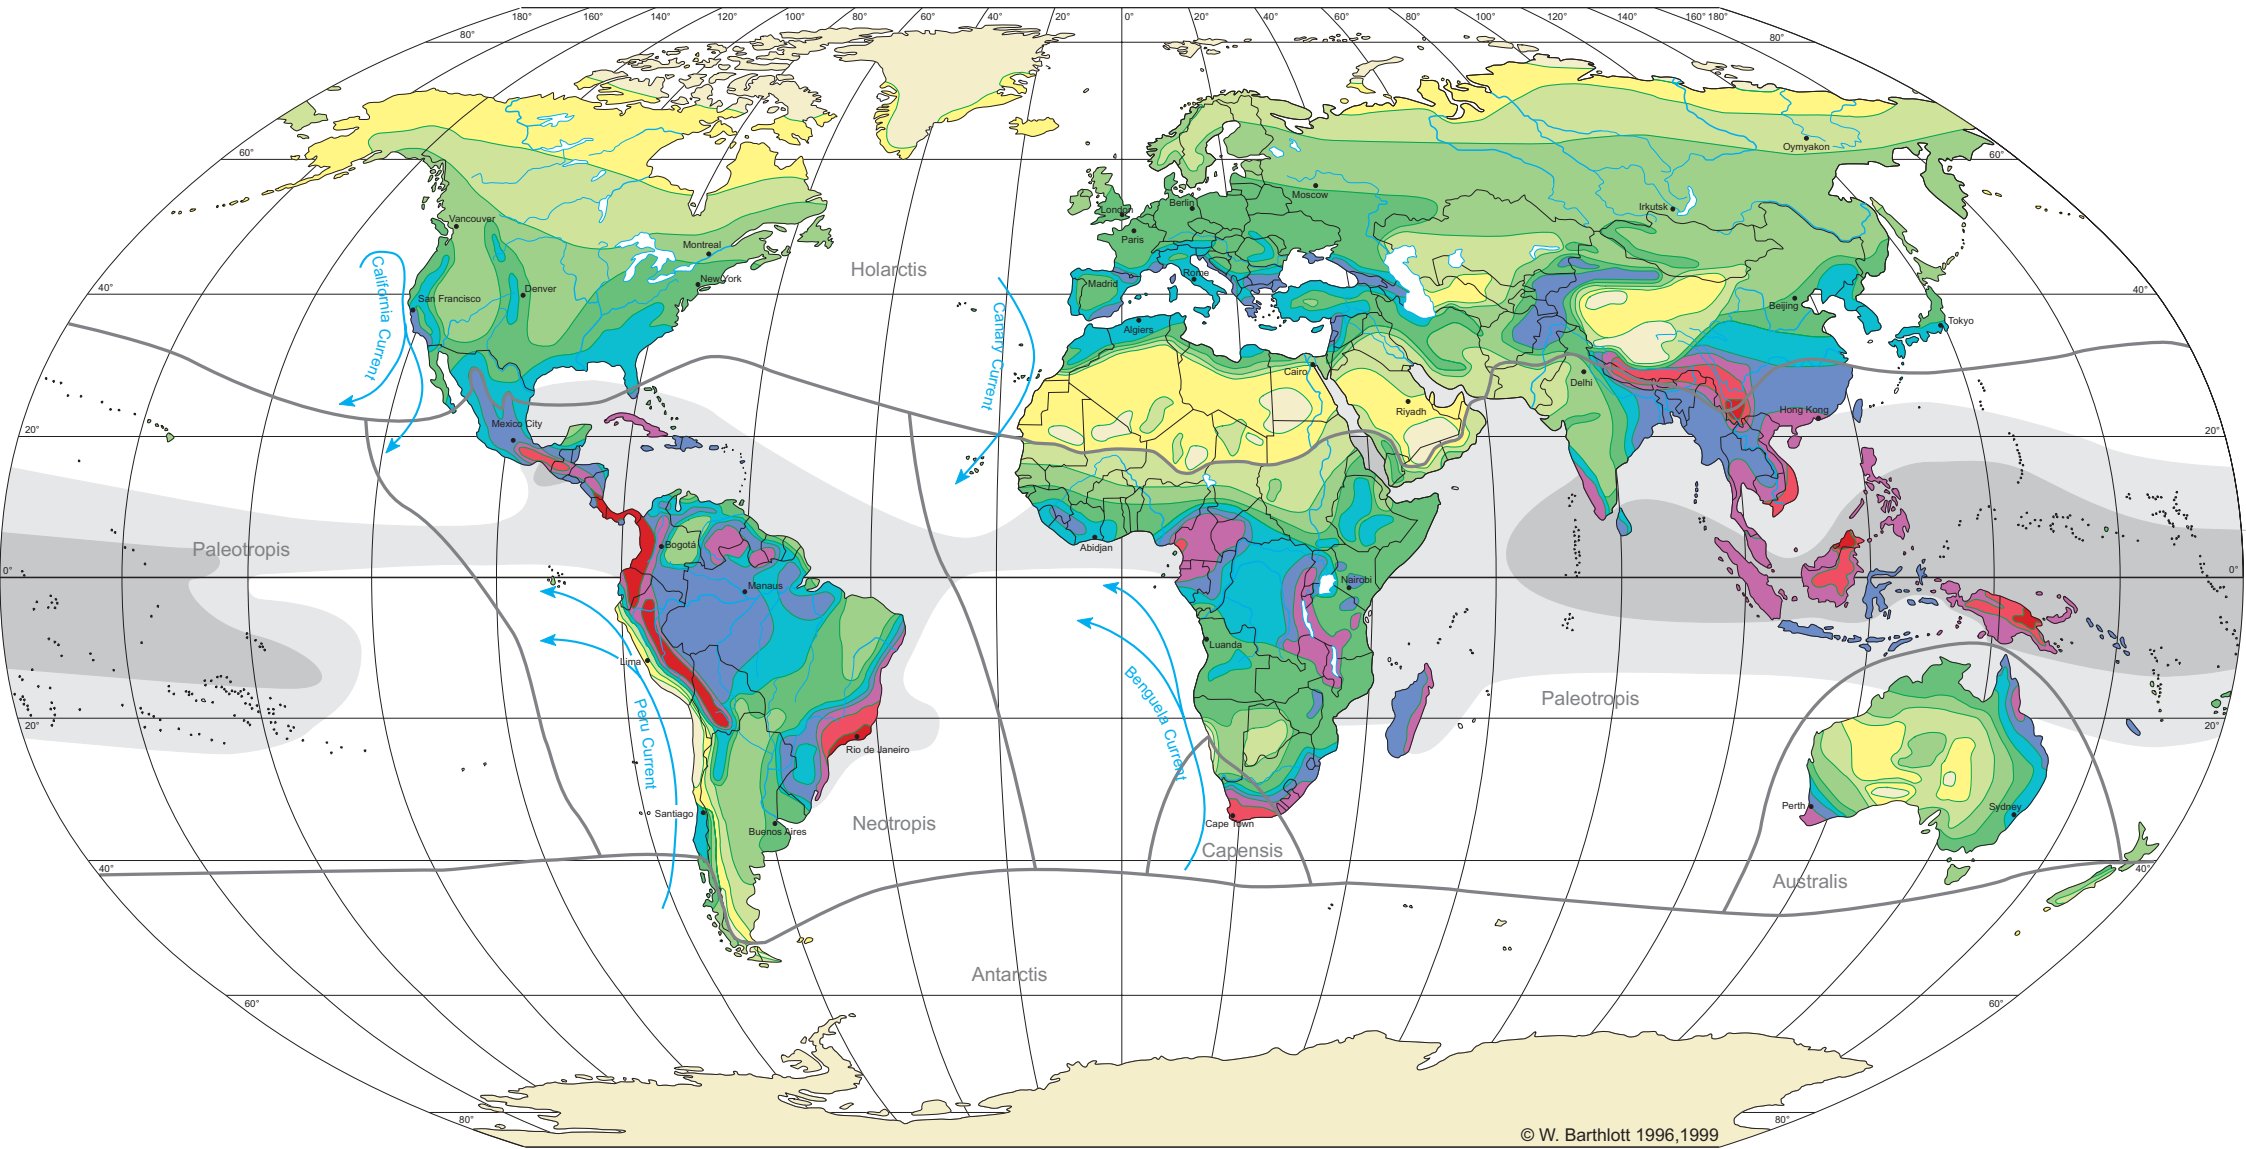 180° 160° 140° 120° 100° 80° 60° 40° 20° 0° 20° 40° 60° 80° 100° 120° 140° 160° 180°
80° 80°
Oymyakon
60° 60°
Moscow
London Berlin Irkutsk
Vancouver
Paris
Montreal
Holarctis
Rome
New York
Madrid
Denver
San Francisco
40° 40°
Beijing
California Current
Canary Current
Algiers
Tokyo
Cairo
Delhi
Riyadh
Hong Kong
Mexico City
20° 20°
Bogotá
Abidjan
Paleotropis
0° 0°
Manaus
Nairobi
Luanda
Lima
Benguela Current
Paleotropis
Peru Current
20° 20°
Rio de Janeiro
Perth
Sydney
Santiago
Neotropis
Cape Town
Buenos Aires
Capensis
40° 40°
Australis
Antarctis
60° 60°
80° 80°
© W. Barthlott 1996,1999